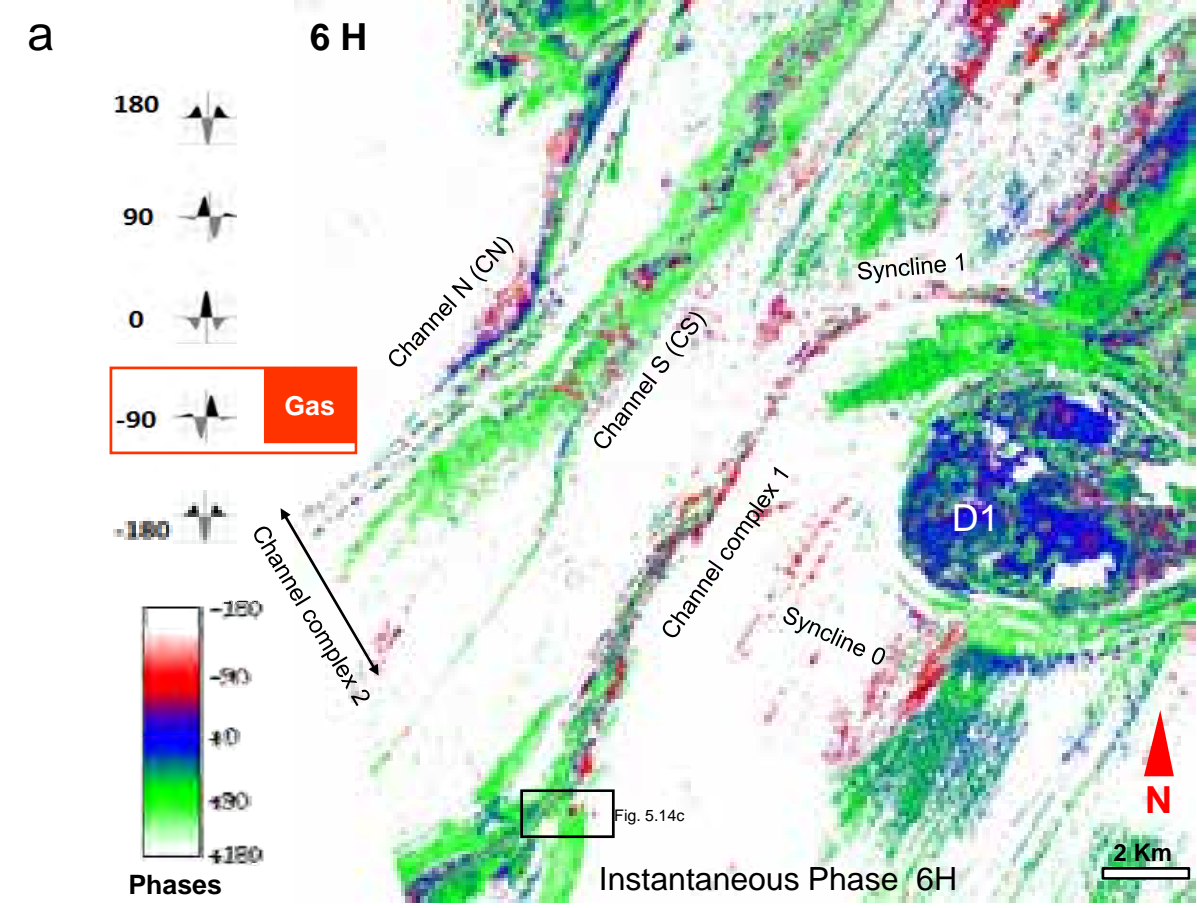 a
6 H
180
90
0
-90
Gas
-180
Channel N (CN)
Channel S (CS)
Syncline 1
Channel complex 1
Channel complex 2
Syncline 0
D1
-180
-90
±0
+90
+180
Phases
Fig. 5.14c
N
2 Km
Instantaneous Phase 6H